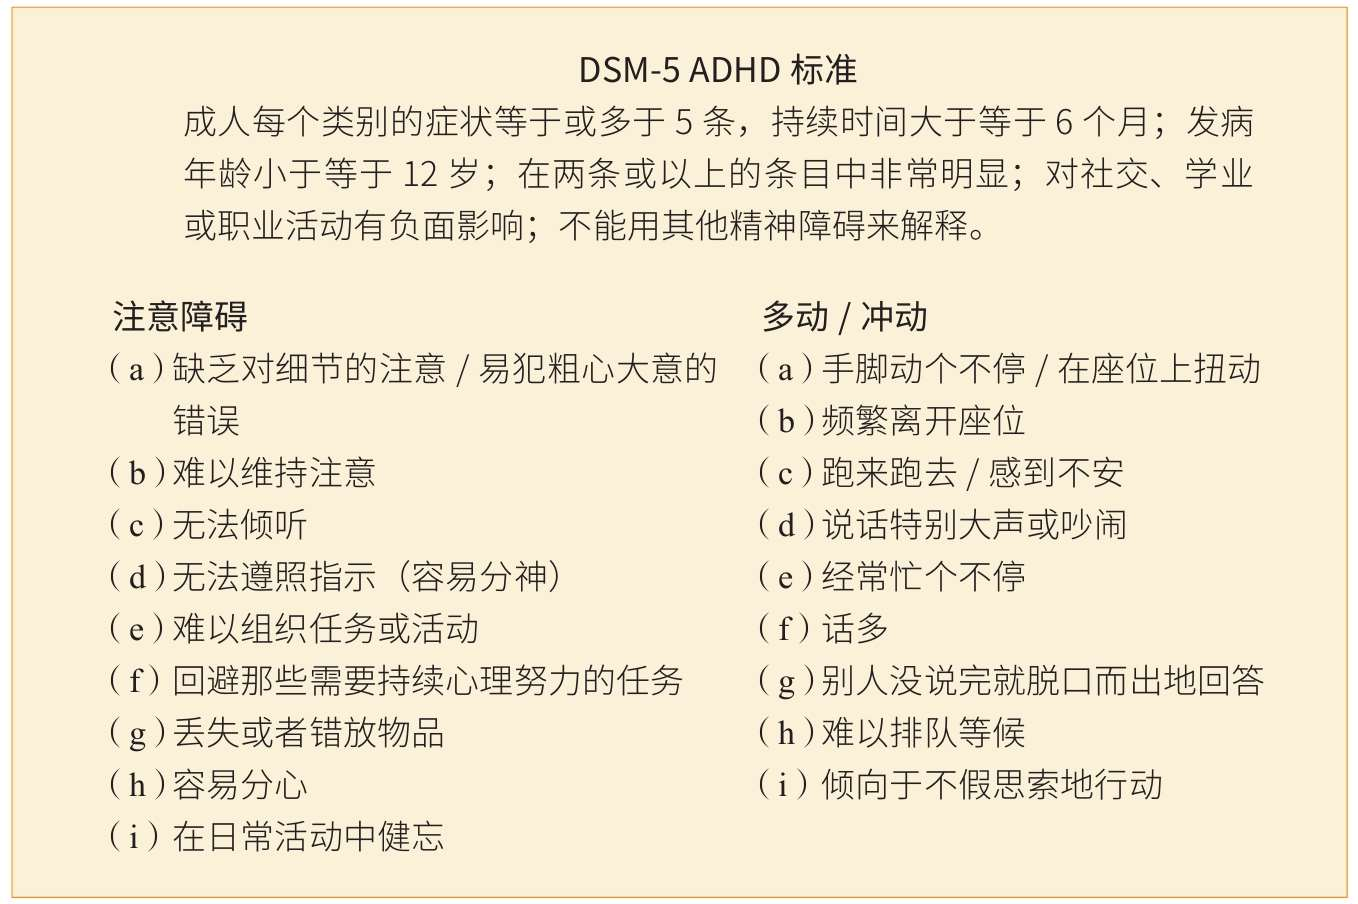 DSM-5 ADHD 标准
成人每个类别的症状等于或多于 5 条，持续时间大于等于 6 个月；发病
年龄小于等于 12 岁；在两条或以上的条目中非常明显；对社交、学业
或职业活动有负面影响；不能用其他精神障碍来解释。
注意障碍
（a）缺乏对细节的注意 / 易犯粗心大意的
错误
（b）难以维持注意
（c）无法倾听
（d）无法遵照指示（容易分神）
（e）难以组织任务或活动
（f）回避那些需要持续心理努力的任务
（g）丢失或者错放物品
（h）容易分心
（i）在日常活动中健忘
多动 / 冲动
（a）手脚动个不停 / 在座位上扭动
（b）频繁离开座位
（c）跑来跑去 / 感到不安
（d）说话特别大声或吵闹
（e）经常忙个不停
（f）话多
（g）别人没说完就脱口而出地回答
（h）难以排队等候
（i）倾向于不假思索地行动